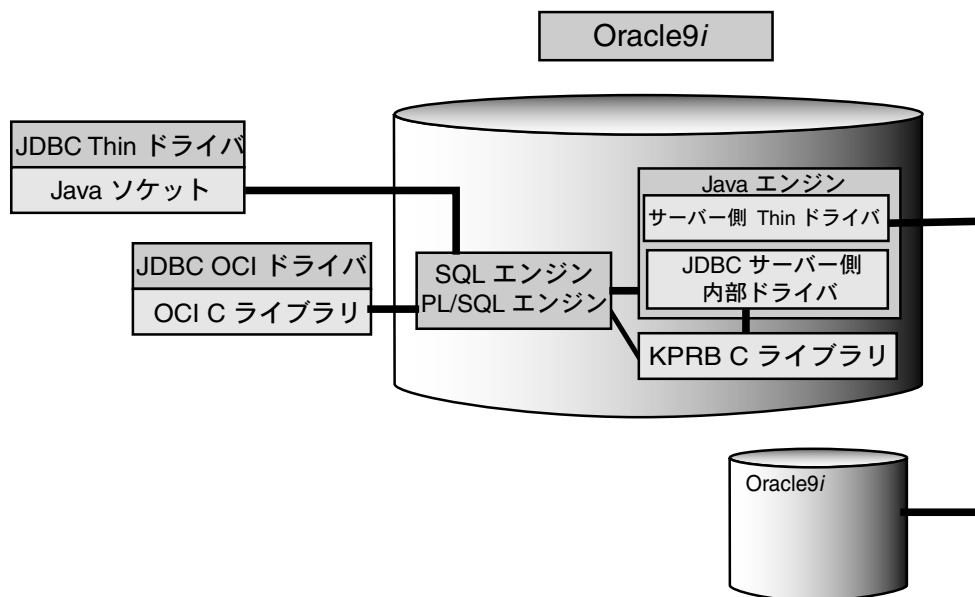 Oracle9i
JDBC Thin ドライバ
Java ソケット
JDBC OCI ドライバ
OCI C ライブラリ
SQL エンジン
PL/SQL エンジン
Java エンジン
サーバー側 Thin ドライバ
JDBC サーバー側
内部ドライバ
KPRB C ライブラリ
Oracle9i